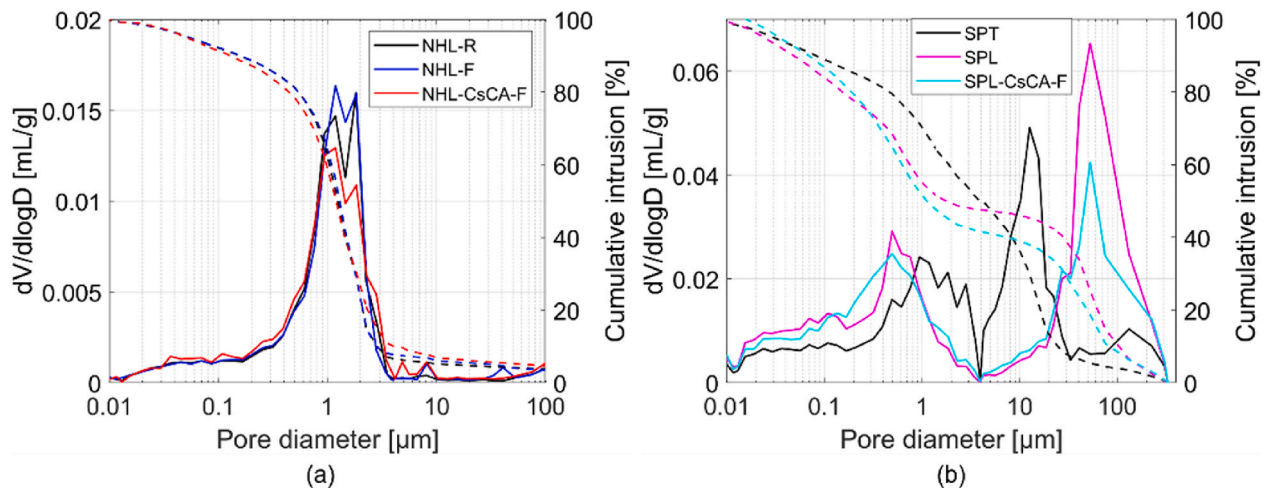 NHL-R
NHL-F
NHL-CsCA-F
dV/dlogD [mL/g]
0.02
0.015
0.01
0.005
0
100
80
60
40
20
0
Cumulative intrusion [%]
0.01
0.1
1
10
100
Pore diameter [μm]
(a)
SPT
SPL
SPL-CsCA-F
dV/dlogD [mL/g]
0.06
0.04
0.02
0
100
80
60
40
20
0
Cumulative intrusion [%]
0.01
0.1
1
10
100
Pore diameter [μm]
(b)